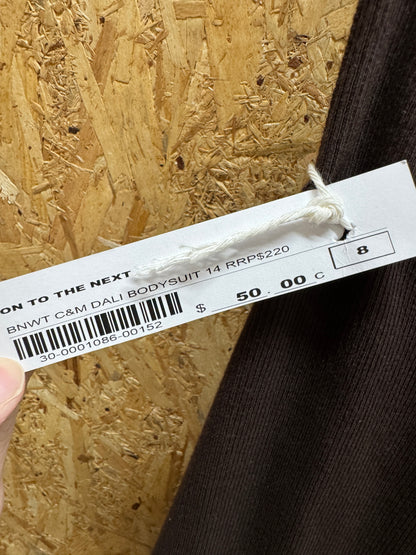 ON TO THE NEXT
BNWT C&M DALI BODYSUIT 14 RRP$220
8
30-0001086-00152
$ 50.00 C